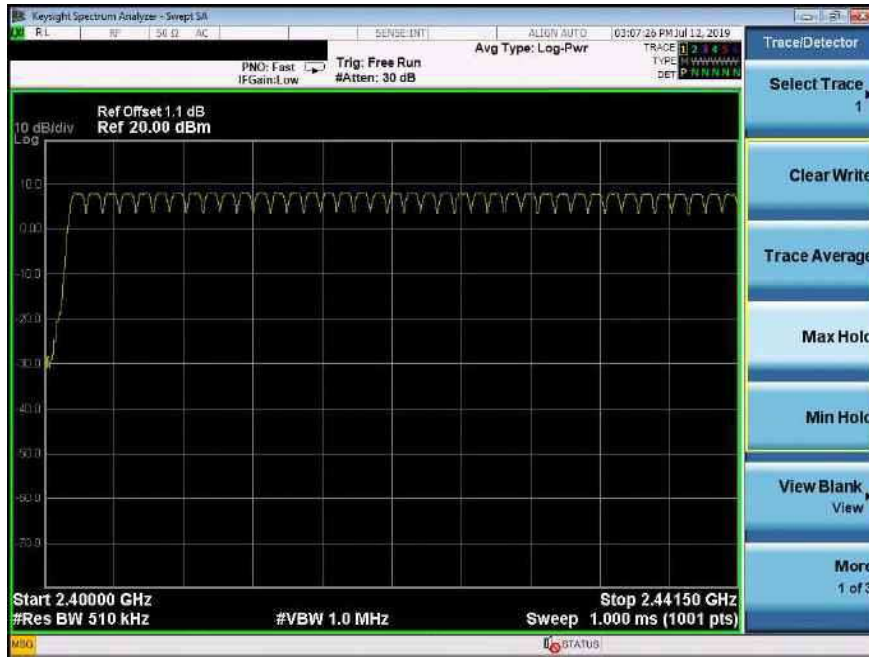 Keysight Spectrum Analyzer - Swept SA
RL RF 50 Ω AC SENSE:INT ALIGN AUTO 03:07:26 PM Jul 12, 2019
Avg Type: Log-Pwr TRACE 1 2 3 4 5 6
PNO: Fast Trig: Free Run TYPE M W W W W W
IFGain:Low #Atten: 30 dB DET P N N N N N
Ref Offset 1.1 dB
10 dB/div Ref 20.00 dBm
Log
10.0
0.00
-10.0
-20.0
-30.0
-40.0
-50.0
-60.0
-70.0
Start 2.40000 GHz Stop 2.44150 GHz
#Res BW 510 kHz #VBW 1.0 MHz Sweep 1.000 ms (1001 pts)
MSG STATUS
Trace/Detector
Select Trace
1
Clear Write
Trace Average
Max Hold
Min Hold
View Blank
View
More
1 of 3